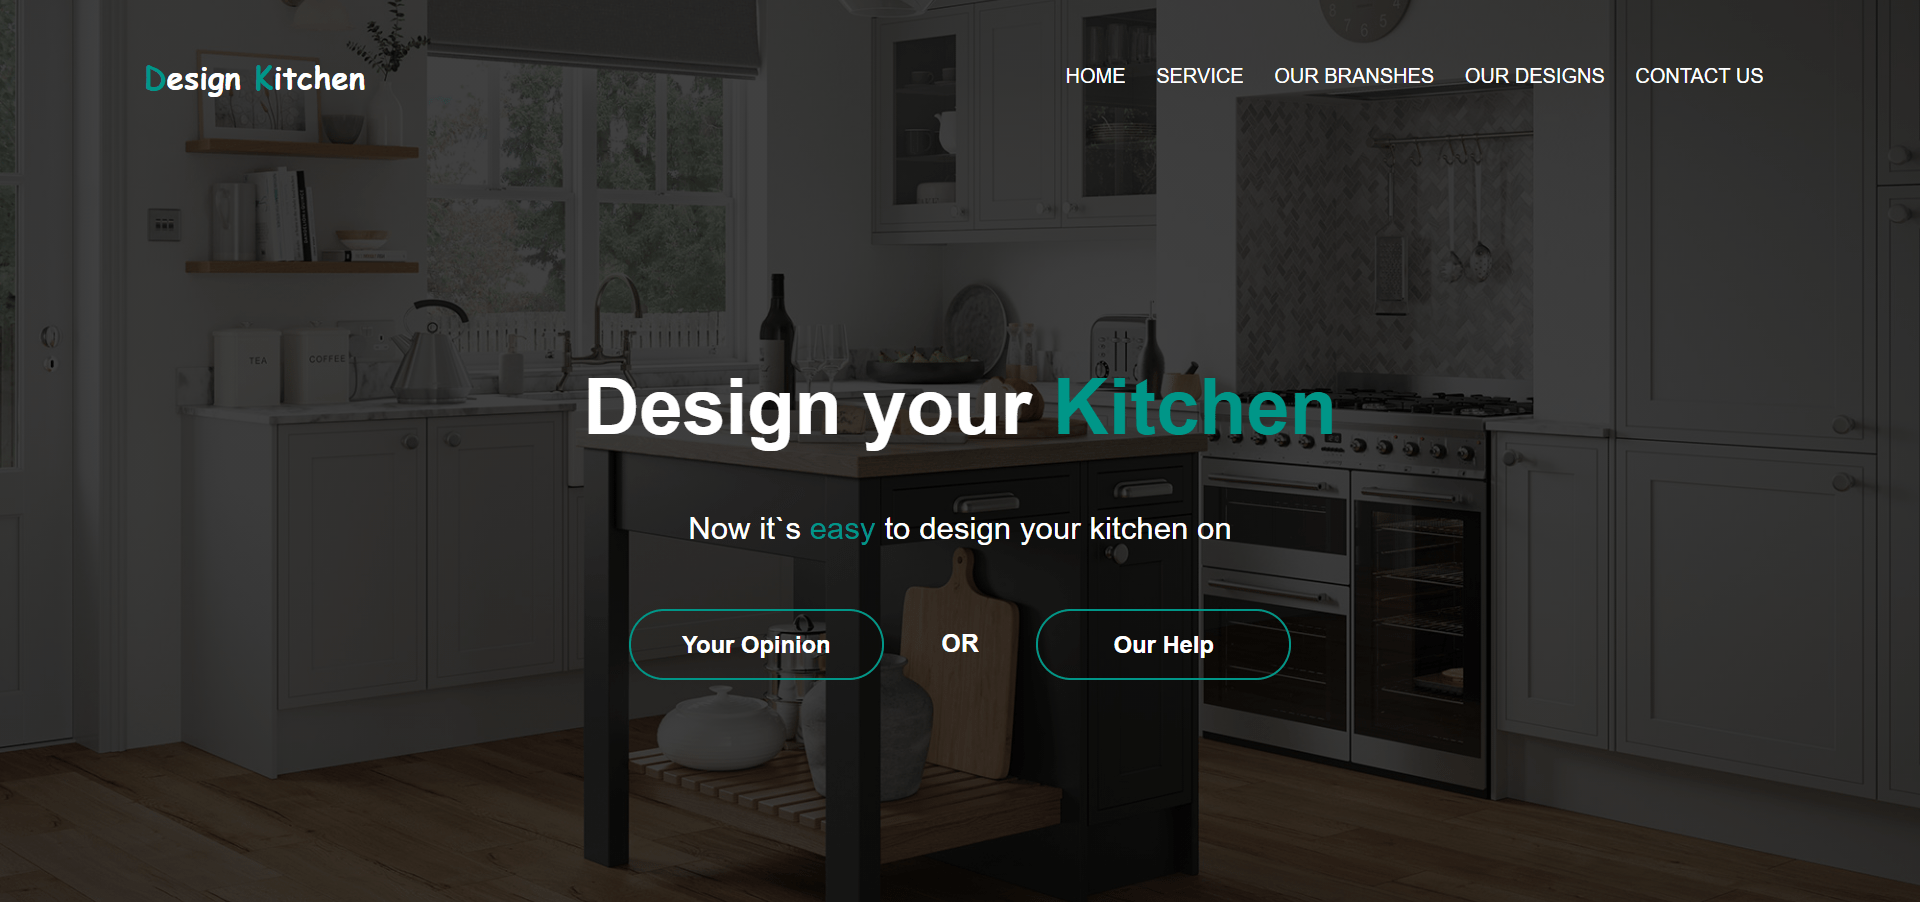 Design Kitchen
HOME SERVICE OUR BRANSHES OUR DESIGNS CONTACT US
TEA
COFFEE
Design your Kitchen
Now it`s easy to design your kitchen on
Your Opinion OR Our Help